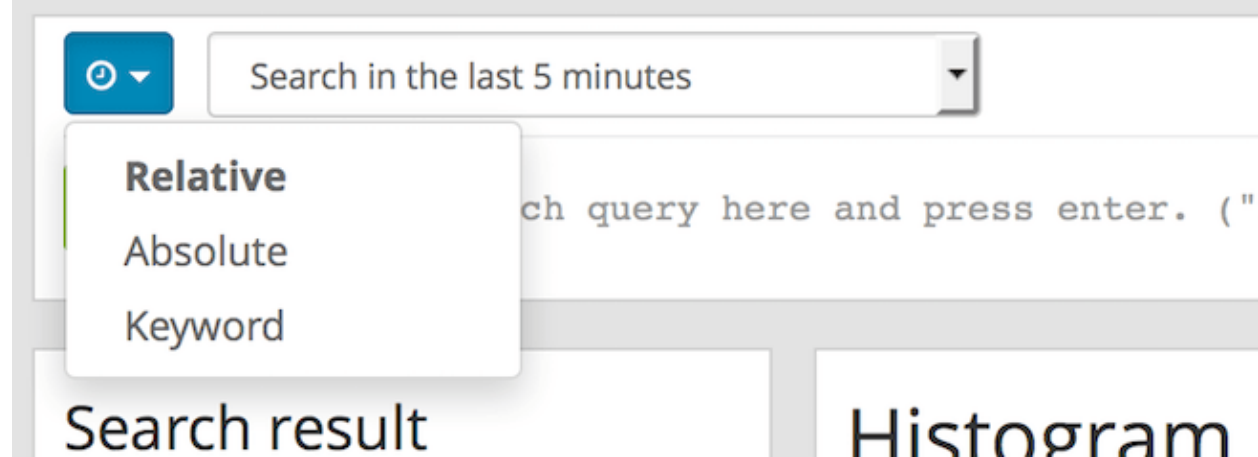 Search in the last 5 minutes
Relative
Absolute
Keyword
ch query here and press enter. ("
Search result
Histogram